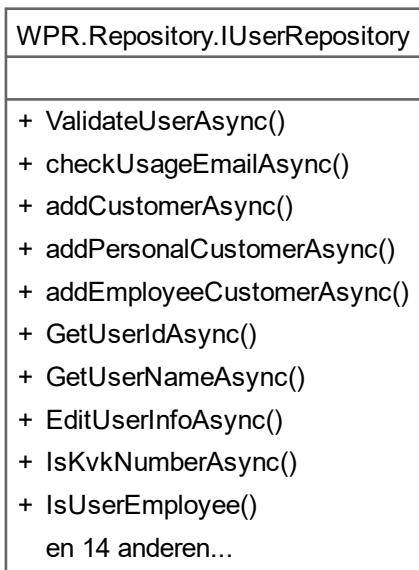 WPR.Repository.IUserRepository
+ ValidateUserAsync()
+ checkUsageEmailAsync()
+ addCustomerAsync()
+ addPersonalCustomerAsync()
+ addEmployeeCustomerAsync()
+ GetUserIdAsync()
+ GetUserNameAsync()
+ EditUserInfoAsync()
+ IsKvkNumberAsync()
+ IsUserEmployee()
en 14 anderen...